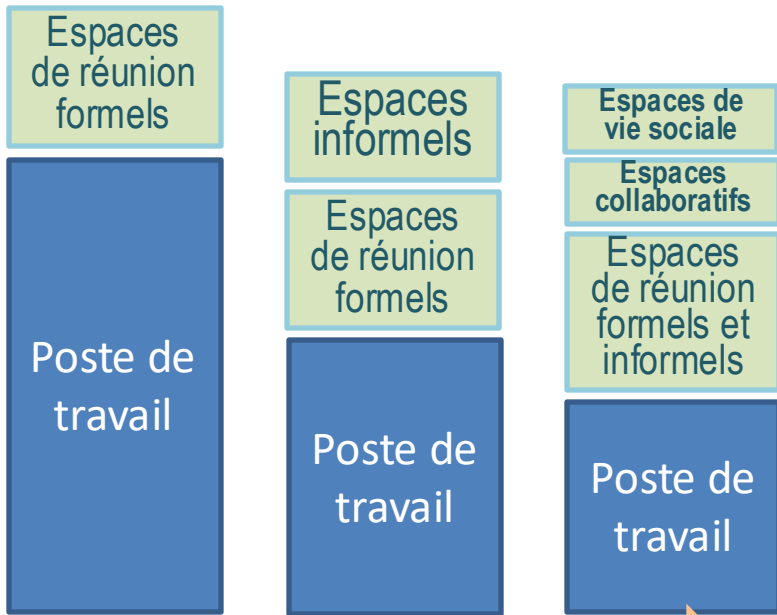 Espaces
de réunion
formels
Poste de
travail
Espaces
informels
Espaces
de réunion
formels
Poste de
travail
Espaces de
vie sociale
Espaces
collaboratifs
Espaces
de réunion
formels et
informels
Poste de
travail